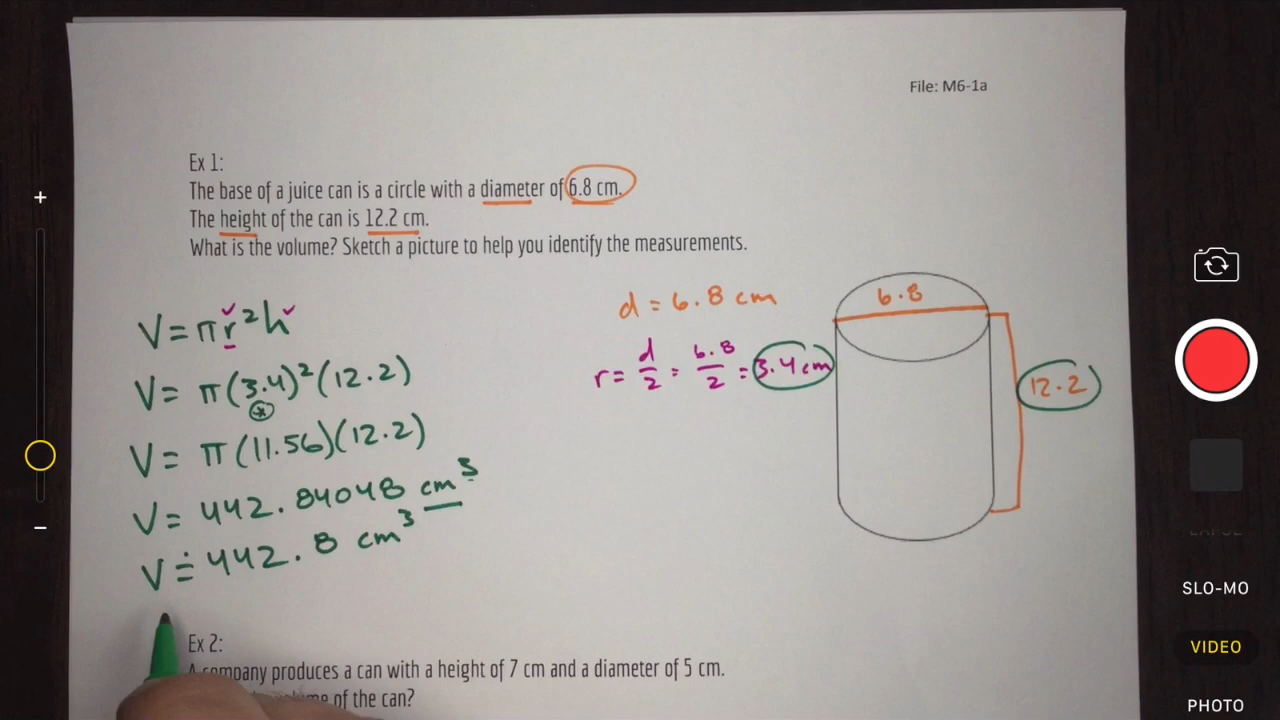 File: M6-1a
Ex 1:
The base of a juice can is a circle with a diameter of 6.8 cm.
The height of the can is 12.2 cm.
What is the volume? Sketch a picture to help you identify the measurements.
V = πr²h
V = π(3.4)²(12.2)
V = π(11.56)(12.2)
V = 442.84048 cm³
V ≐ 442.8 cm³
d = 6.8 cm
r = d/2 = 6.8/2 = 3.4 cm
6.8
12.2
Ex 2:
A company produces a can with a height of 7 cm and a diameter of 5 cm.
of the can?
+
−
SLO-MO
VIDEO
PHOTO